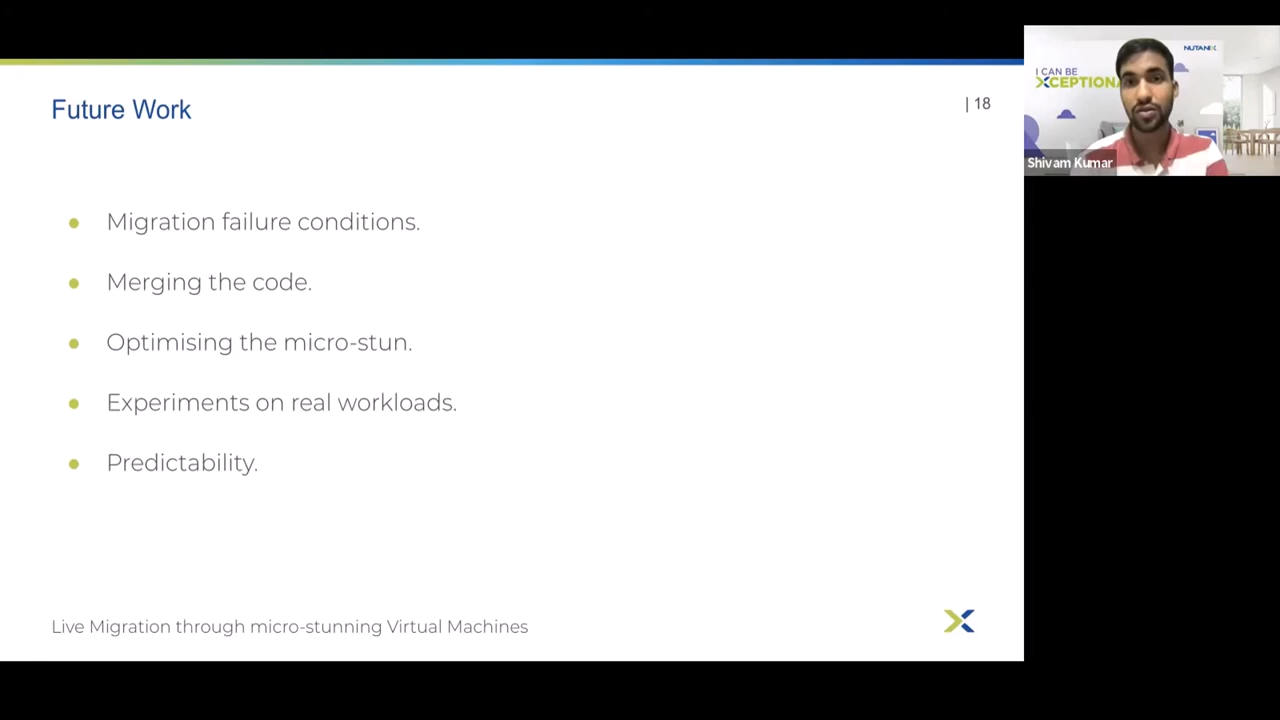 Future Work
| 18
Migration failure conditions.
Merging the code.
Optimising the micro-stun.
Experiments on real workloads.
Predictability.
Live Migration through micro-stunning Virtual Machines
NUTANIX
I CAN BE
XCEPTIONA
Shivam Kumar